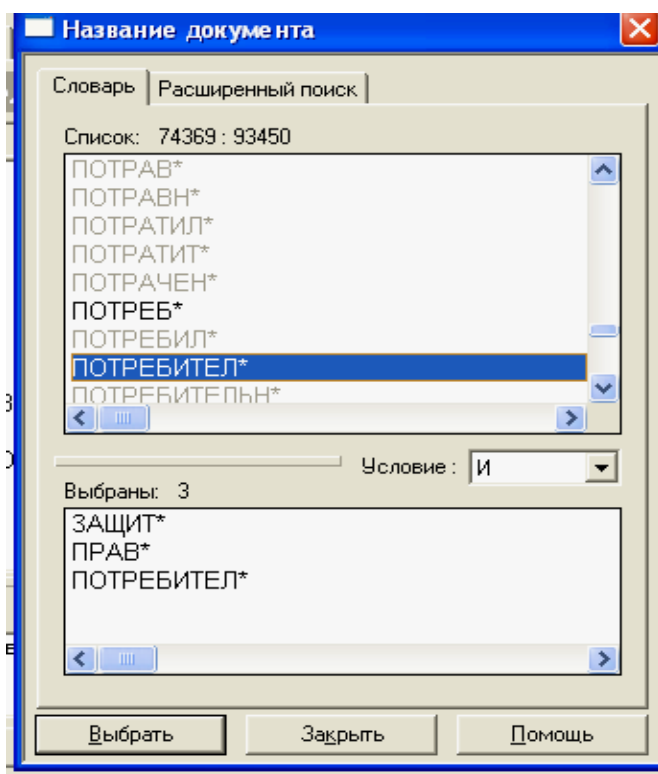 Название документа
Словарь Расширенный поиск
Список: 74369 : 93450
ПОТРАВ*
ПОТРАВН*
ПОТРАТИЛ*
ПОТРАТИТ*
ПОТРАЧЕН*
ПОТРЕБ*
ПОТРЕБИЛ*
ПОТРЕБИТЕЛ*
ПОТРЕБИТЕЛЬН*
Условие : И
Выбраны: 3
ЗАЩИТ*
ПРАВ*
ПОТРЕБИТЕЛ*
Выбрать Закрыть Помощь